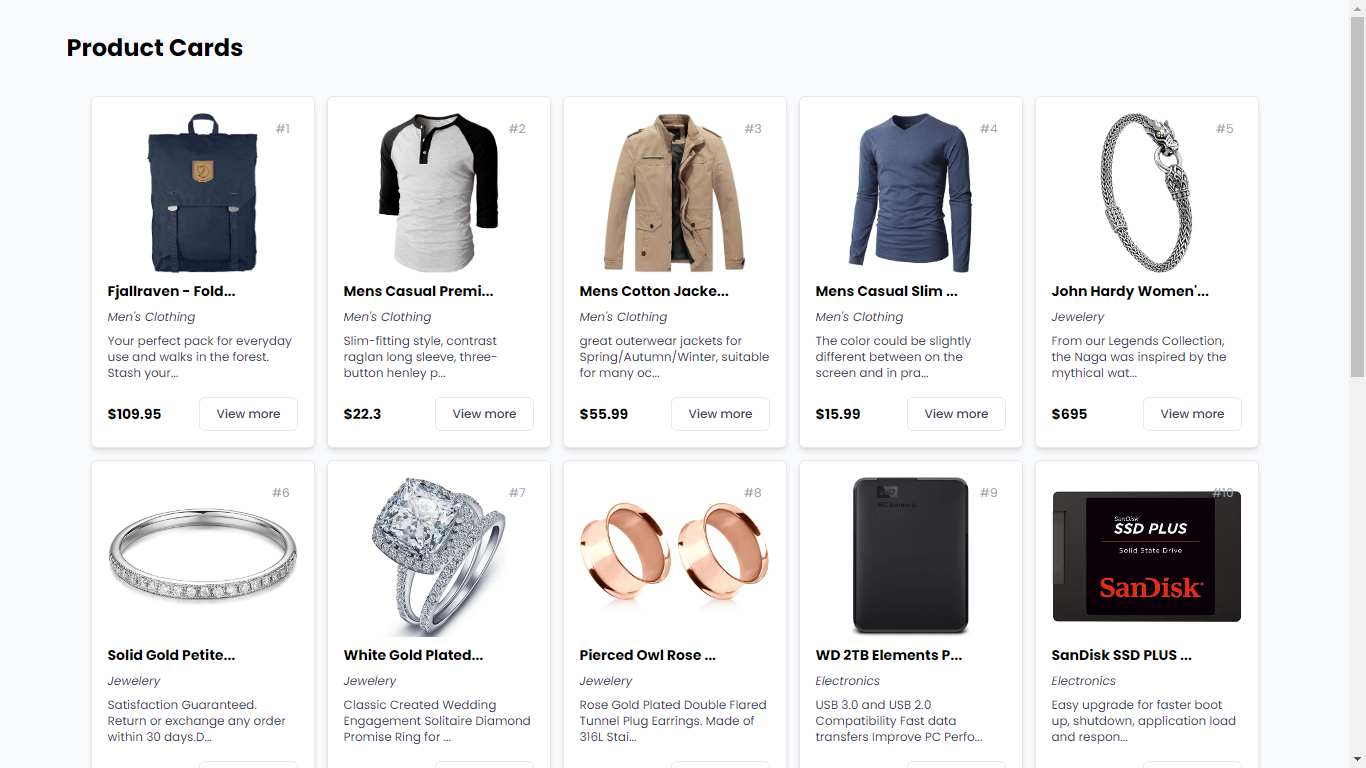 Product Cards
#1
Fjallraven - Fold...
Men's Clothing
Your perfect pack for everyday
use and walks in the forest.
Stash your...
$109.95
View more
#2
Mens Casual Premi...
Men's Clothing
Slim-fitting style, contrast
raglan long sleeve, three-
button henley p...
$22.3
View more
#3
Mens Cotton Jacke...
Men's Clothing
great outerwear jackets for
Spring/Autumn/Winter, suitable
for many oc...
$55.99
View more
#4
Mens Casual Slim ...
Men's Clothing
The color could be slightly
different between on the
screen and in pra...
$15.99
View more
#5
John Hardy Women'...
Jewelery
From our Legends Collection,
the Naga was inspired by the
mythical wat...
$695
View more
#6
Solid Gold Petite...
Jewelery
Satisfaction Guaranteed.
Return or exchange any order
within 30 days.D...
#7
White Gold Plated...
Jewelery
Classic Created Wedding
Engagement Solitaire Diamond
Promise Ring for ...
#8
Pierced Owl Rose ...
Jewelery
Rose Gold Plated Double Flared
Tunnel Plug Earrings. Made of
316L Stai...
#9
WD
WD Elements
WD 2TB Elements P...
Electronics
USB 3.0 and USB 2.0
Compatibility Fast data
transfers Improve PC Perfo...
#10
SanDisk
SSD PLUS
Solid State Drive
SanDisk
SanDisk SSD PLUS ...
Electronics
Easy upgrade for faster boot
up, shutdown, application load
and respon...